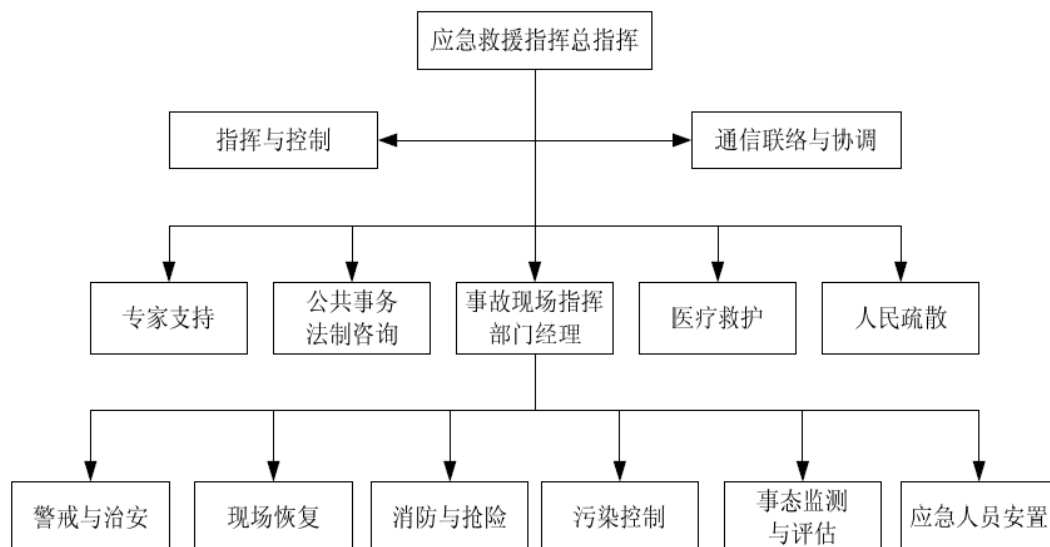 应急救援指挥总指挥
指挥与控制
通信联络与协调
专家支持
公共事务
法制咨询
事故现场指挥
部门经理
医疗救护
人民疏散
警戒与治安
现场恢复
消防与抢险
污染控制
事态监测
与评估
应急人员安置